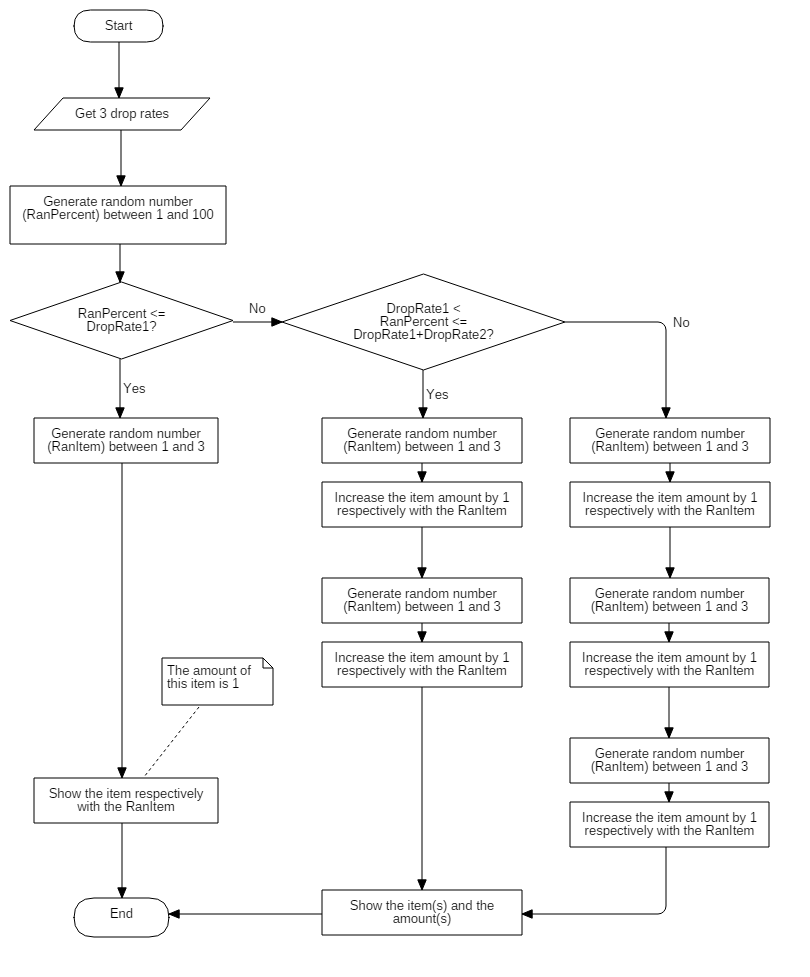 Start
Get 3 drop rates
Generate random number
(RanPercent) between 1 and 100
RanPercent <=
DropRate1?
No
DropRate1 <
RanPercent <=
DropRate1+DropRate2?
No
Yes
Yes
Generate random number
(RanItem) between 1 and 3
Generate random number
(RanItem) between 1 and 3
Generate random number
(RanItem) between 1 and 3
Increase the item amount by 1
respectively with the RanItem
Increase the item amount by 1
respectively with the RanItem
Generate random number
(RanItem) between 1 and 3
Generate random number
(RanItem) between 1 and 3
Increase the item amount by 1
respectively with the RanItem
Increase the item amount by 1
respectively with the RanItem
The amount of
this item is 1
Generate random number
(RanItem) between 1 and 3
Show the item respectively
with the RanItem
Increase the item amount by 1
respectively with the RanItem
End
Show the item(s) and the
amount(s)